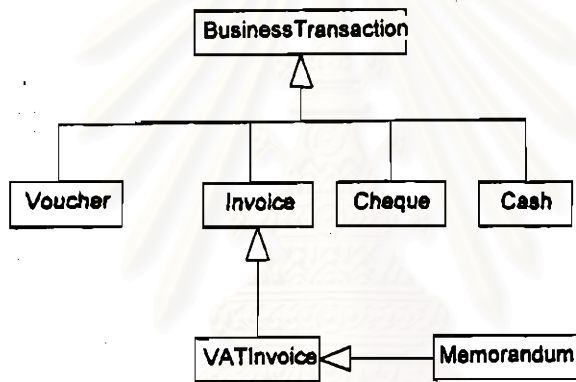 BusinessTransaction
Voucher
Invoice
Cheque
Cash
VATInvoice
Memorandum